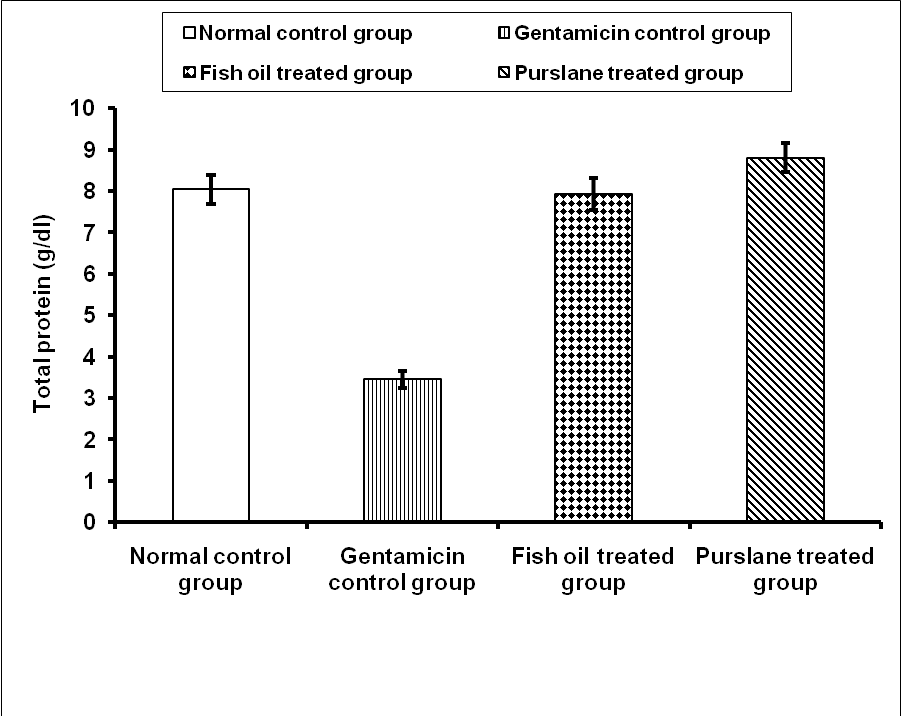 Normal control group
Gentamicin control group
Fish oil treated group
Purslane treated group
10
9
8
7
6
5
4
3
2
1
0
Total protein (g/dl)
Normal control
group
Gentamicin
control group
Fish oil treated
group
Purslane treated
group